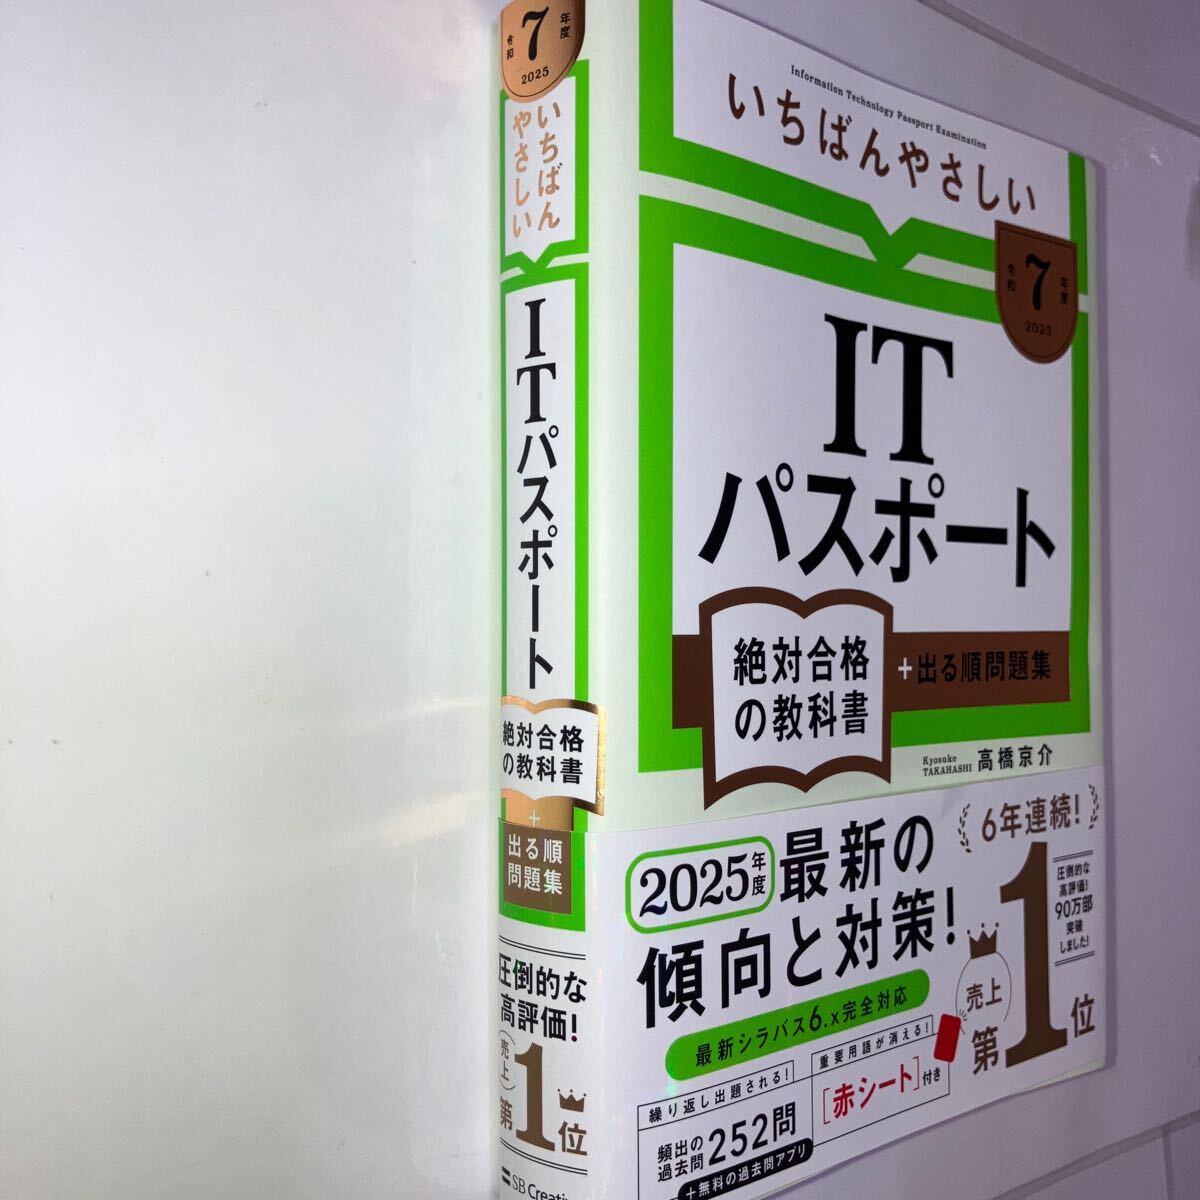 令和
7
年度
2025
いちばん
やさしい
ITパスポート
絶対合格
の教科書
+
出る順
問題集
圧倒的な
高評価!
売上
第1位
SB Creati
Information Technology Passport Examination
いちばんやさしい
令和
7
年度
2025
IT
パスポート
絶対合格
の教科書
+出る順問題集
Kyosuke
TAKAHASHI 高橋京介
2025年度
最新の
傾向と対策!
最新シラバス6.x完全対応
6年連続!
売上
第1位
圧倒的な
高評価!
90万部
突破
しました!
繰り返し出題される!
頻出の
過去問252問
+無料の過去問アプリ
重要用語が消える!
[赤シート]付き